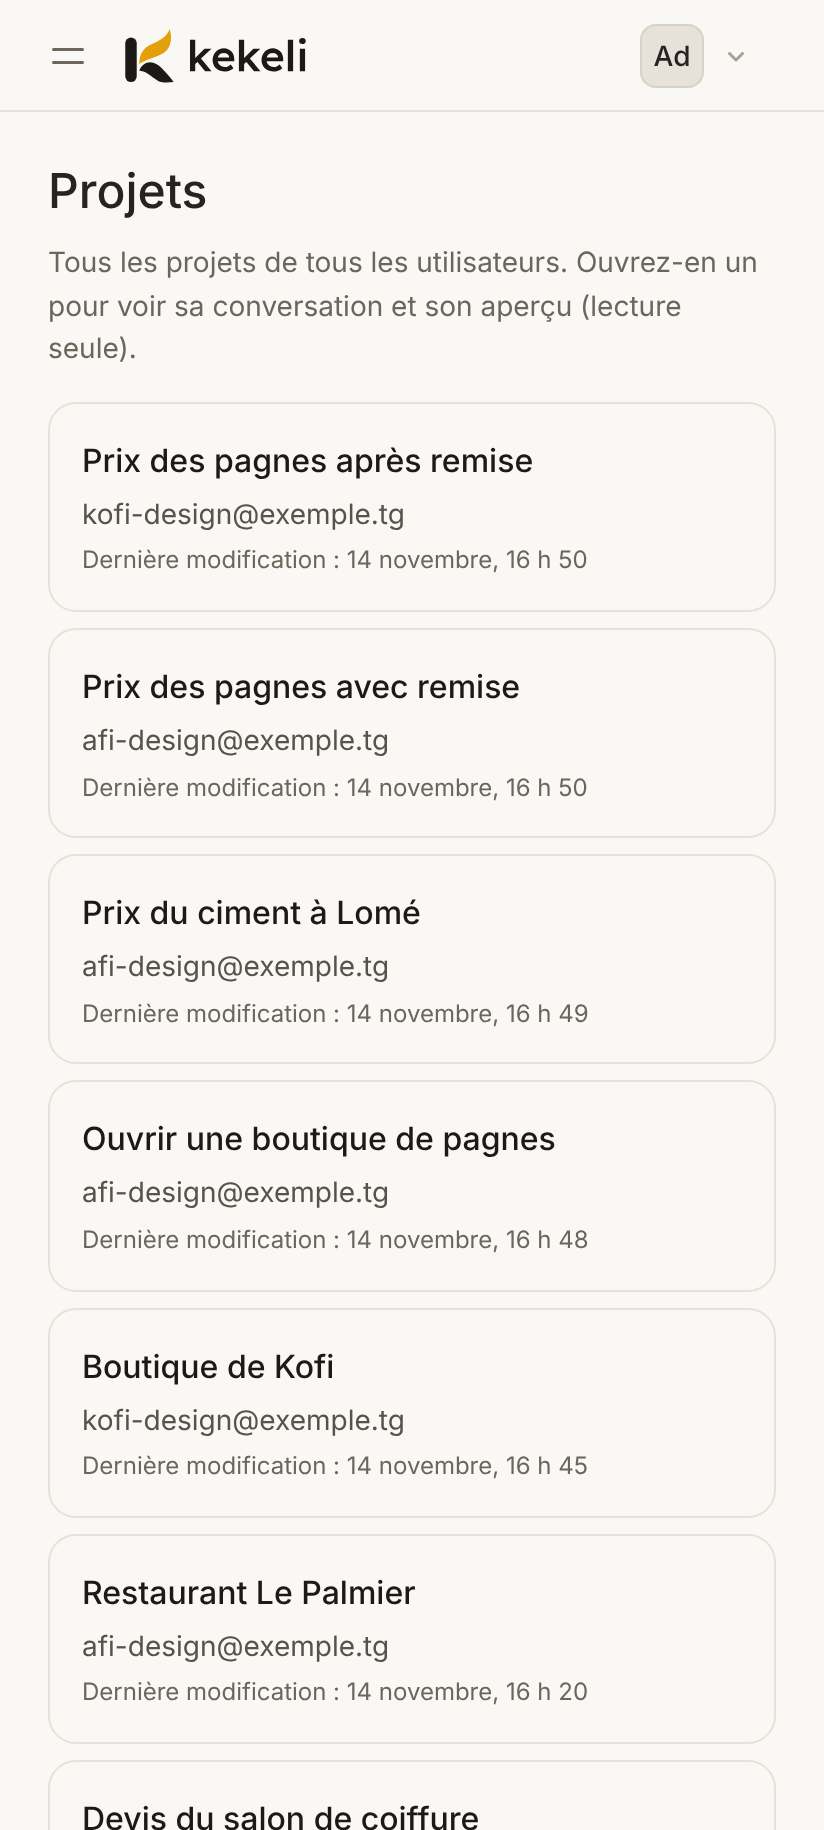 kekeli
Ad
Projets
Tous les projets de tous les utilisateurs. Ouvrez-en un
pour voir sa conversation et son aperçu (lecture
seule).
Prix des pagnes après remise
kofi-design@exemple.tg
Dernière modification : 14 novembre, 16 h 50
Prix des pagnes avec remise
afi-design@exemple.tg
Dernière modification : 14 novembre, 16 h 50
Prix du ciment à Lomé
afi-design@exemple.tg
Dernière modification : 14 novembre, 16 h 49
Ouvrir une boutique de pagnes
afi-design@exemple.tg
Dernière modification : 14 novembre, 16 h 48
Boutique de Kofi
kofi-design@exemple.tg
Dernière modification : 14 novembre, 16 h 45
Restaurant Le Palmier
afi-design@exemple.tg
Dernière modification : 14 novembre, 16 h 20
Devis du salon de coiffure